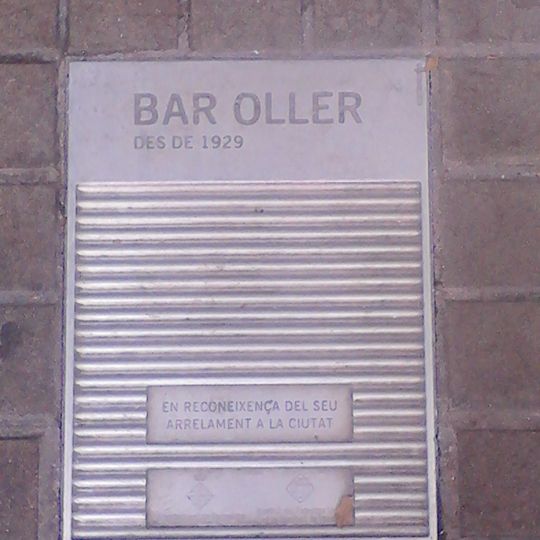 BAR OLLER
DES DE 1929
EN RECONEIXENÇA DEL SEU
ARRELAMENT A LA CIUTAT